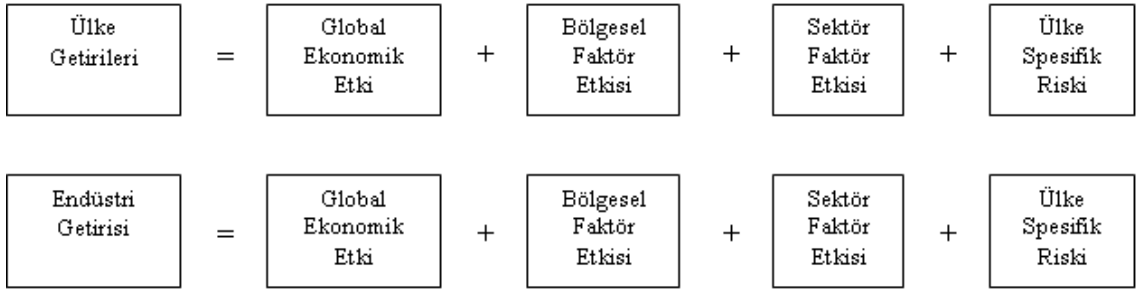 Ülke Getirileri = Global Ekonomik Etki + Bölgesel Faktör Etkisi + Sektör Faktör Etkisi + Ülke Spesifik Riski
Endüstri Getirisi = Global Ekonomik Etki + Bölgesel Faktör Etkisi + Sektör Faktör Etkisi + Ülke Spesifik Riski